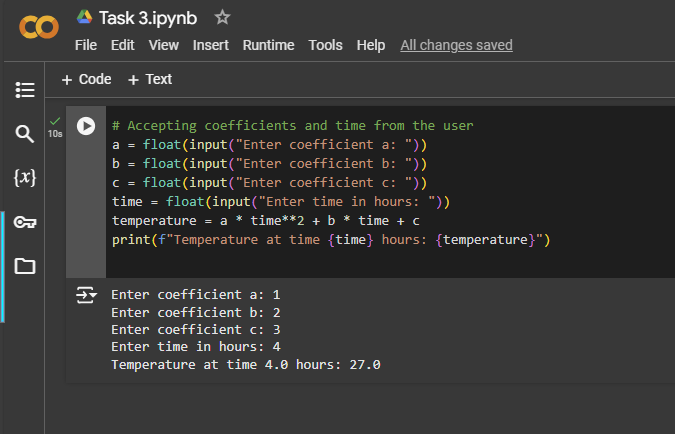 Task 3.ipynb
File Edit View Insert Runtime Tools Help All changes saved
+ Code + Text
10s
# Accepting coefficients and time from the user
a = float(input("Enter coefficient a: "))
b = float(input("Enter coefficient b: "))
c = float(input("Enter coefficient c: "))
time = float(input("Enter time in hours: "))
temperature = a * time**2 + b * time + c
print(f"Temperature at time {time} hours: {temperature}")
{x}
Enter coefficient a: 1
Enter coefficient b: 2
Enter coefficient c: 3
Enter time in hours: 4
Temperature at time 4.0 hours: 27.0